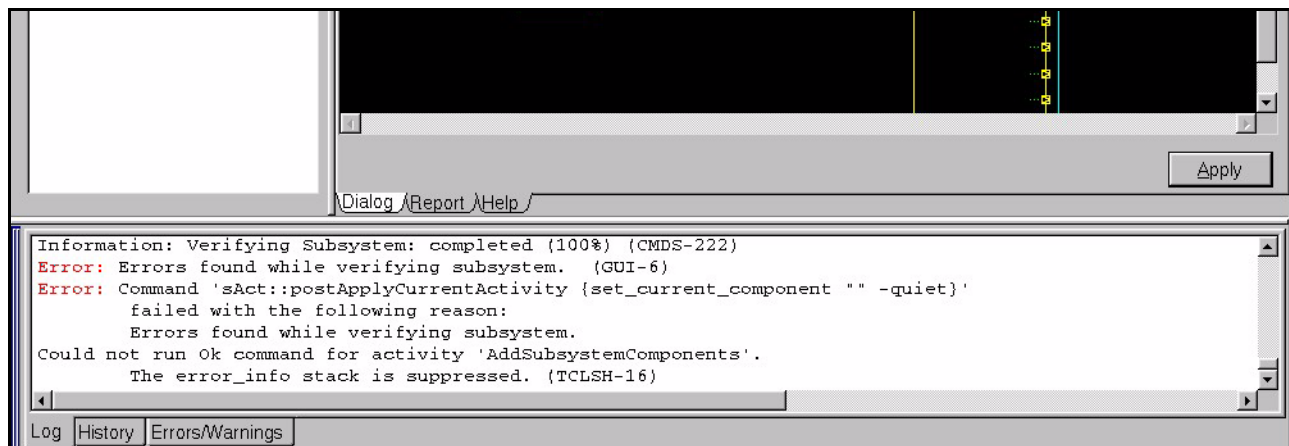 Apply
Dialog Report Help
Information: Verifying Subsystem: completed (100%) (CMDS-222)
Error: Errors found while verifying subsystem. (GUI-6)
Error: Command 'sAct::postApplyCurrentActivity {set_current_component "" -quiet}'
failed with the following reason:
Errors found while verifying subsystem.
Could not run Ok command for activity 'AddSubsystemComponents'.
The error_info stack is suppressed. (TCLSH-16)
Log History Errors/Warnings